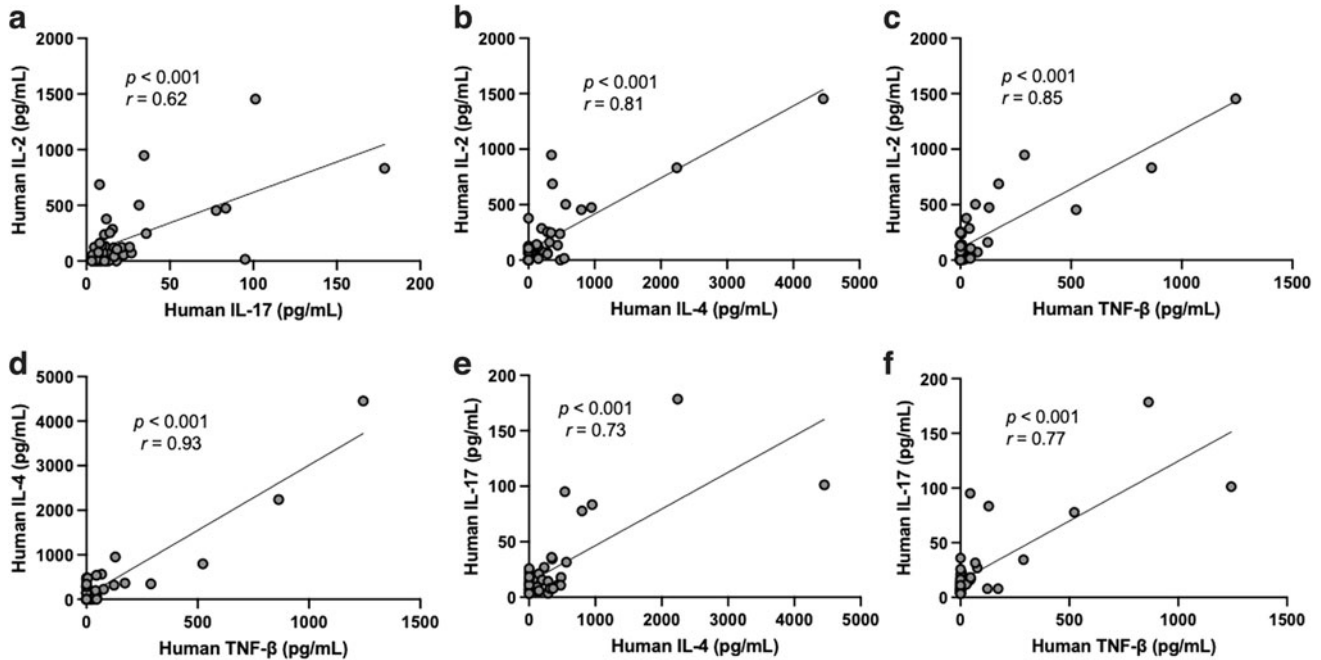 a
Human IL-2 (pg/mL)
2000
1500
1000
500
0
p < 0.001
r = 0.62
0 50 100 150 200
Human IL-17 (pg/mL)
b
Human IL-2 (pg/mL)
2000
1500
1000
500
0
p < 0.001
r = 0.81
0 1000 2000 3000 4000 5000
Human IL-4 (pg/mL)
c
Human IL-2 (pg/mL)
2000
1500
1000
500
0
p < 0.001
r = 0.85
0 500 1000 1500
Human TNF-β (pg/mL)
d
Human IL-4 (pg/mL)
5000
4000
3000
2000
1000
0
p < 0.001
r = 0.93
0 500 1000 1500
Human TNF-β (pg/mL)
e
Human IL-17 (pg/mL)
200
150
100
50
0
p < 0.001
r = 0.73
0 1000 2000 3000 4000 5000
Human IL-4 (pg/mL)
f
Human IL-17 (pg/mL)
200
150
100
50
0
p < 0.001
r = 0.77
0 500 1000 1500
Human TNF-β (pg/mL)